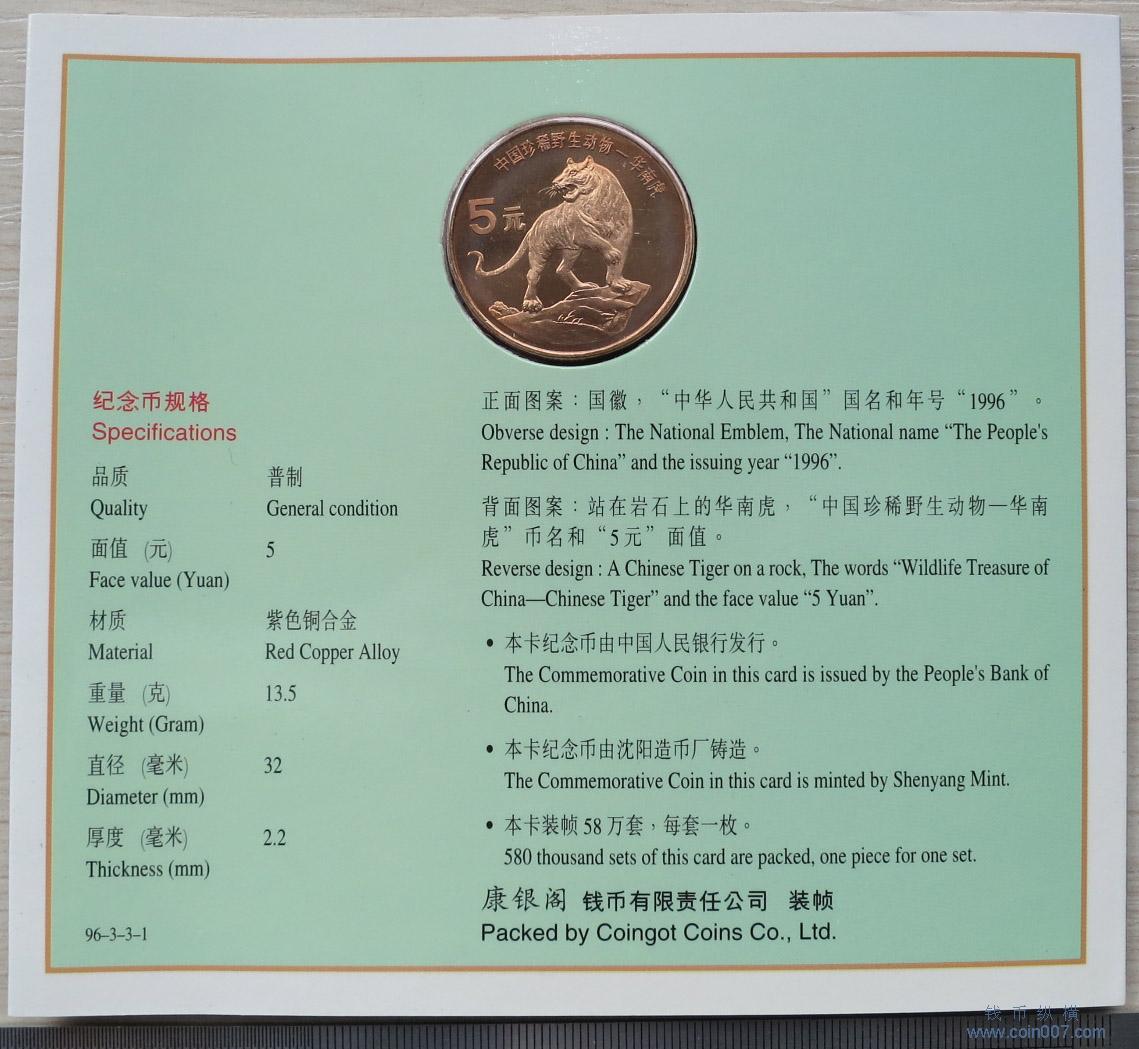 中国珍稀野生动物—华南虎
5元
纪念币规格
Specifications
品质 普制
Quality General condition
面值 (元) 5
Face value (Yuan)
材质 紫色铜合金
Material Red Copper Alloy
重量 (克) 13.5
Weight (Gram)
直径 (毫米) 32
Diameter (mm)
厚度 (毫米) 2.2
Thickness (mm)
96–3–3–1
正面图案：国徽，“中华人民共和国”国名和年号“1996”。
Obverse design : The National Emblem, The National name “The People's
Republic of China” and the issuing year “1996”.
背面图案：站在岩石上的华南虎，“中国珍稀野生动物—华南
虎”币名和“5元”面值。
Reverse design : A Chinese Tiger on a rock, The words “Wildlife Treasure of
China—Chinese Tiger” and the face value “5 Yuan”.
• 本卡纪念币由中国人民银行发行。
The Commemorative Coin in this card is issued by the People's Bank of
China.
• 本卡纪念币由沈阳造币厂铸造。
The Commemorative Coin in this card is minted by Shenyang Mint.
• 本卡装帧 58 万套，每套一枚。
580 thousand sets of this card are packed, one piece for one set.
康银阁 钱币有限责任公司 装帧
Packed by Coingot Coins Co., Ltd.
钱币纵横
www.coin007.com